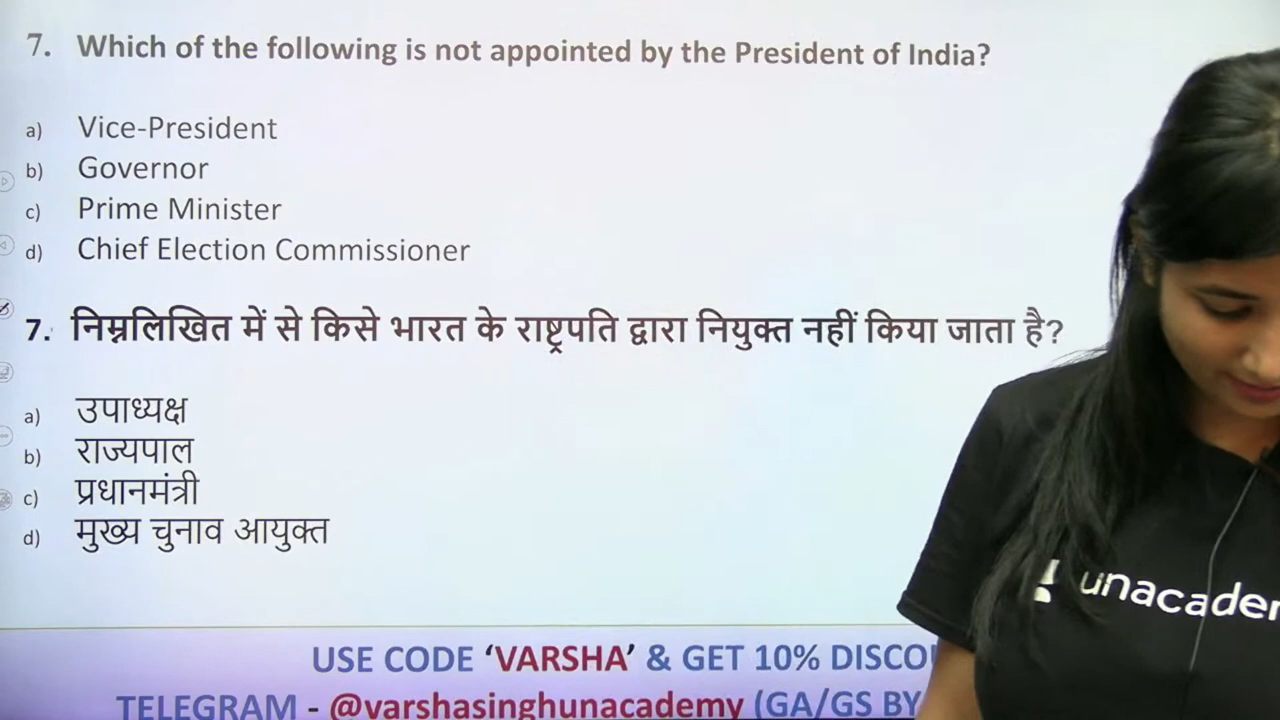 7. Which of the following is not appointed by the President of India?
a) Vice-President
b) Governor
c) Prime Minister
d) Chief Election Commissioner
7. निम्नलिखित में से किसे भारत के राष्ट्रपति द्वारा नियुक्त नहीं किया जाता है?
a) उपाध्यक्ष
b) राज्यपाल
c) प्रधानमंत्री
d) मुख्य चुनाव आयुक्त
unacadem
USE CODE ‘VARSHA’ & GET 10% DISCO
TELEGRAM - @varshasinghunacademy (GA/GS BY